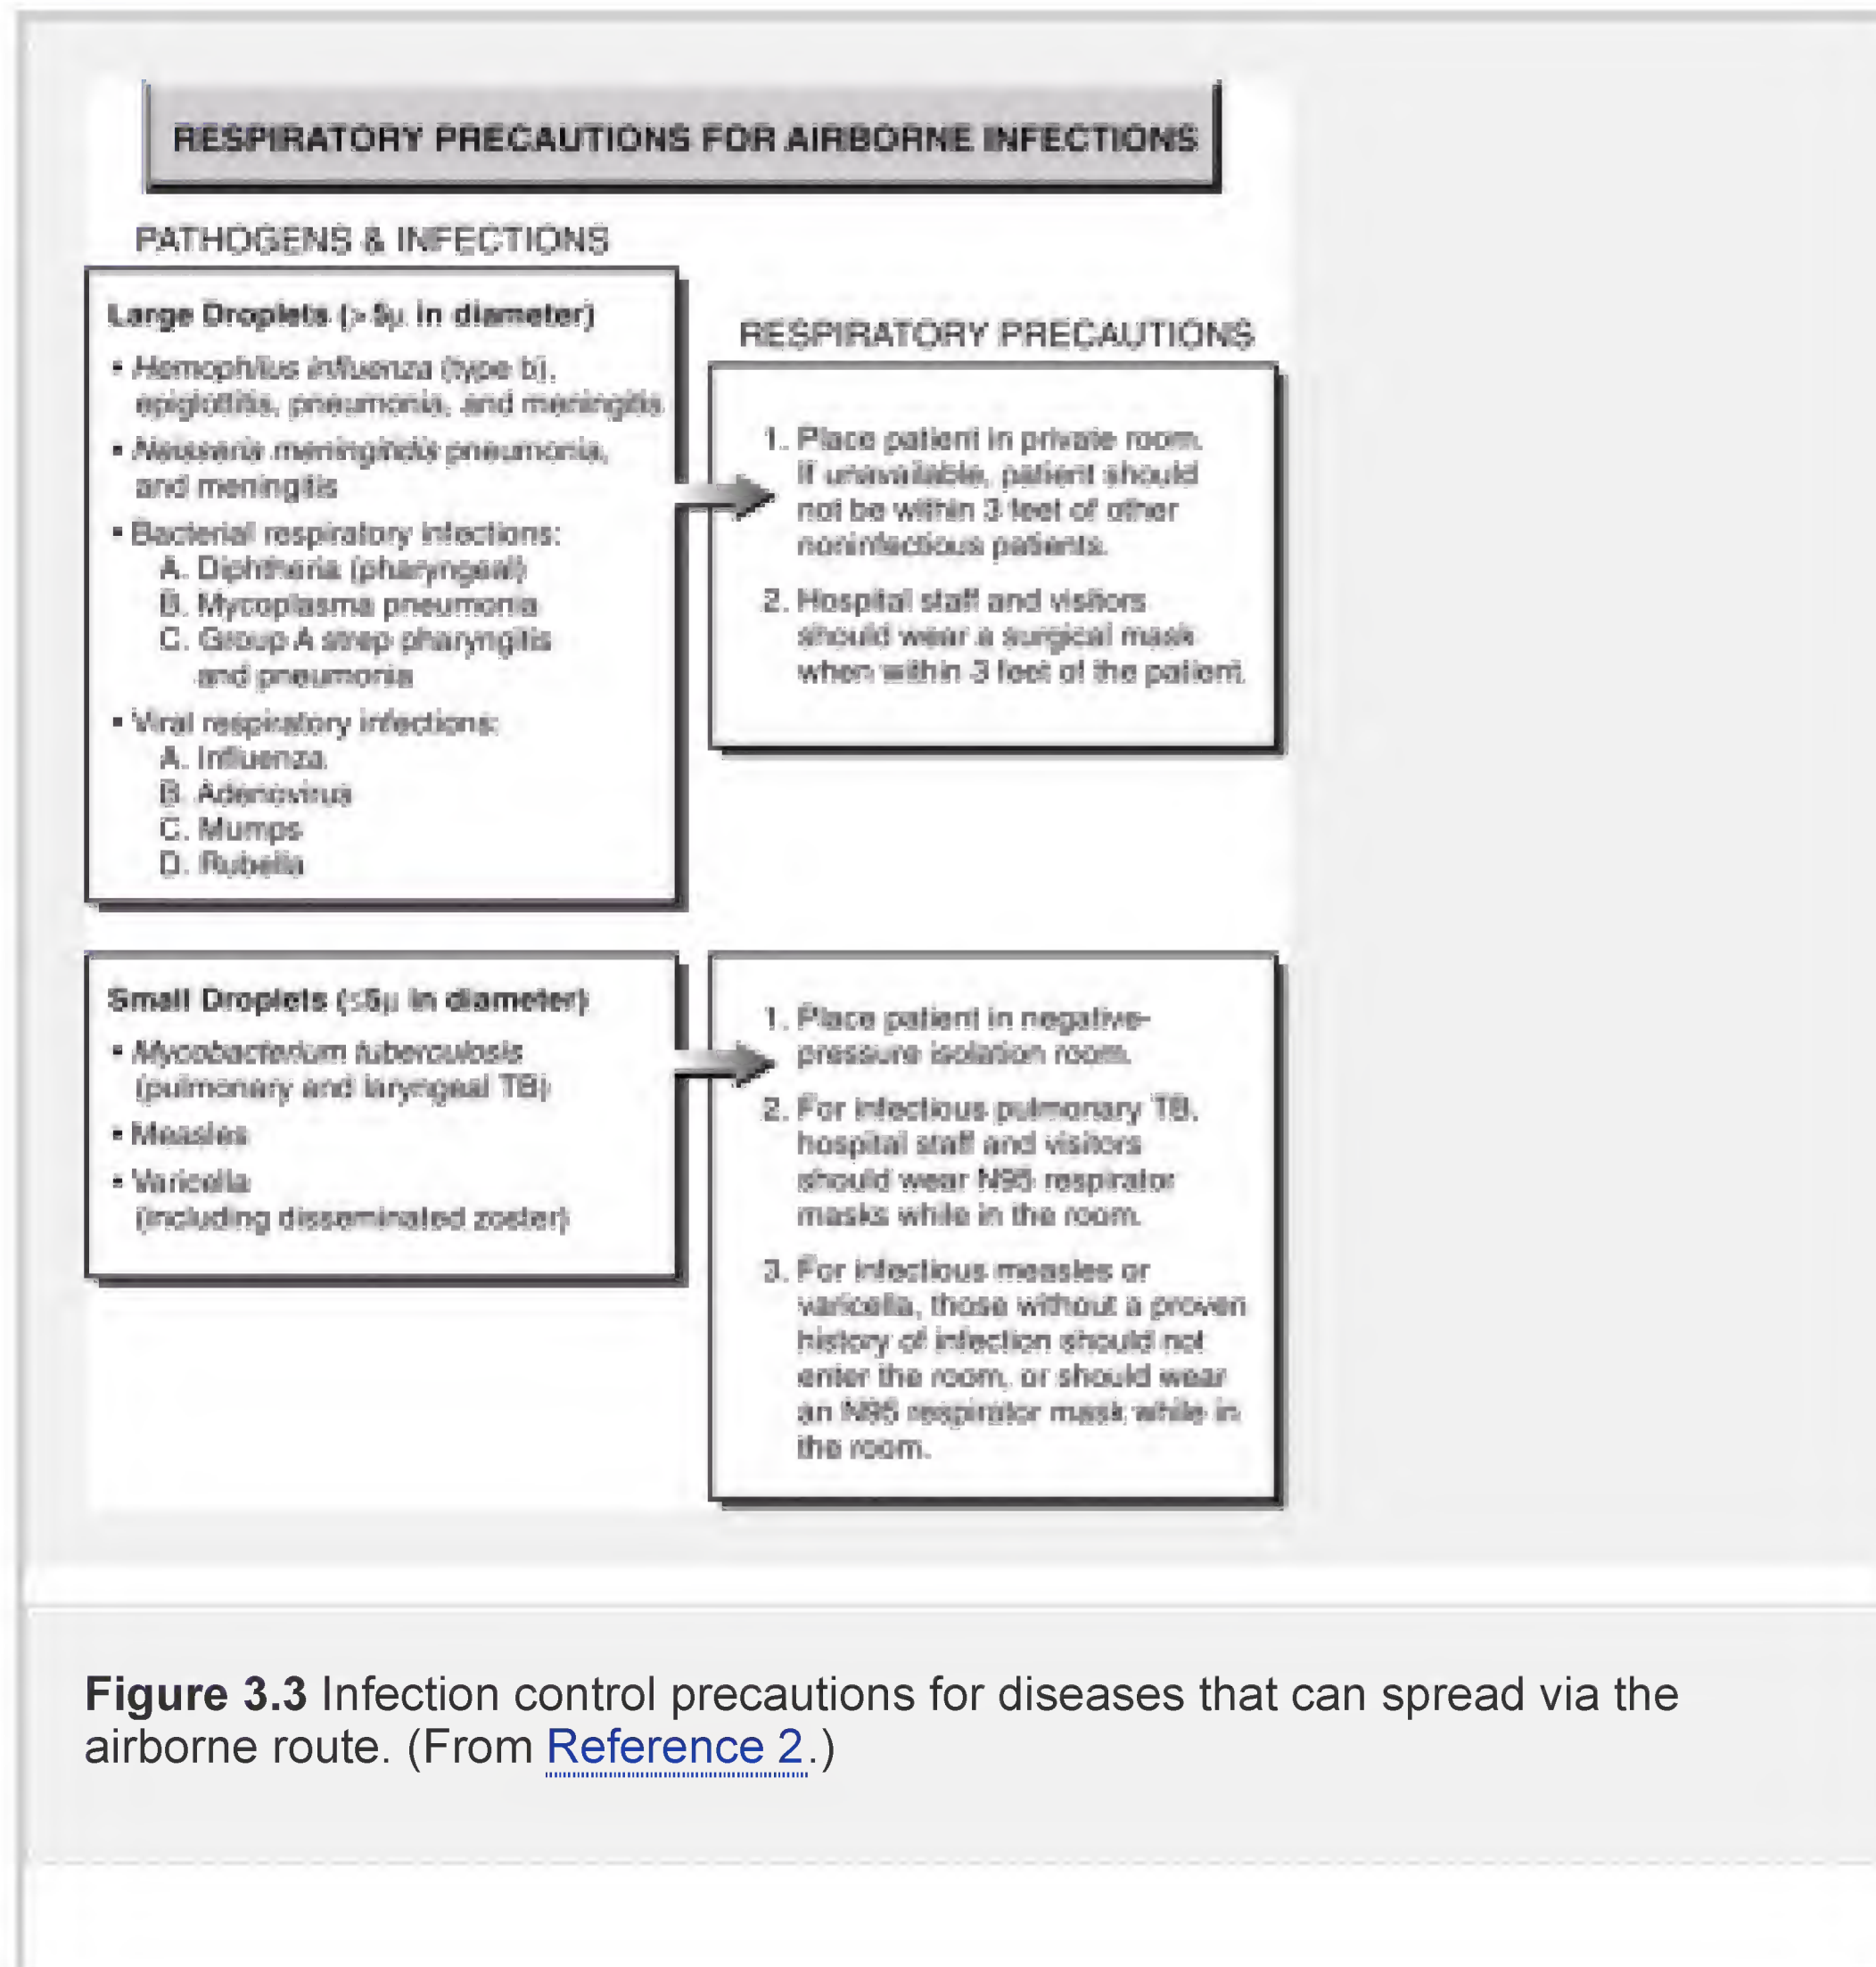 RESPIRATORY PRECAUTIONS FOR AIRBORNE INFECTIONS
PATHOGENS & INFECTIONS
Large Droplets (>5µ in diameter)
• Hemophilus influenza (type b),
epiglottitis, pneumonia, and meningitis
• Neisseria meningitidis pneumonia,
and meningitis
• Bacterial respiratory infections:
A. Diphtheria (pharyngeal)
B. Mycoplasma pneumonia
C. Group A strep pharyngitis
and pneumonia
• Viral respiratory infections:
A. Influenza
B. Adenovirus
C. Mumps
D. Rubella
RESPIRATORY PRECAUTIONS
1. Place patient in private room.
If unavailable, patient should
not be within 3 feet of other
noninfectious patients.
2. Hospital staff and visitors
should wear a surgical mask
when within 3 feet of the patient.
Small Droplets (≤5µ in diameter)
• Mycobacterium tuberculosis
(pulmonary and laryngeal TB)
• Measles
• Varicella
(including disseminated zoster)
1. Place patient in negative-
pressure isolation room.
2. For infectious pulmonary TB,
hospital staff and visitors
should wear N95 respirator
masks while in the room.
3. For infectious measles or
varicella, those without a proven
history of infection should not
enter the room, or should wear
an N95 respirator mask while in
the room.
Figure 3.3 Infection control precautions for diseases that can spread via the
airborne route. (From Reference 2.)